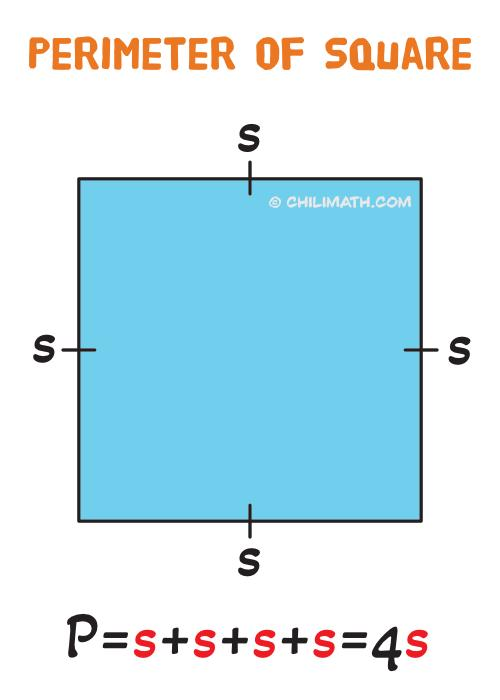 PERIMETER OF SQUARE
s
© CHILIMATH.COM
s s
s
P=s+s+s+s=4s